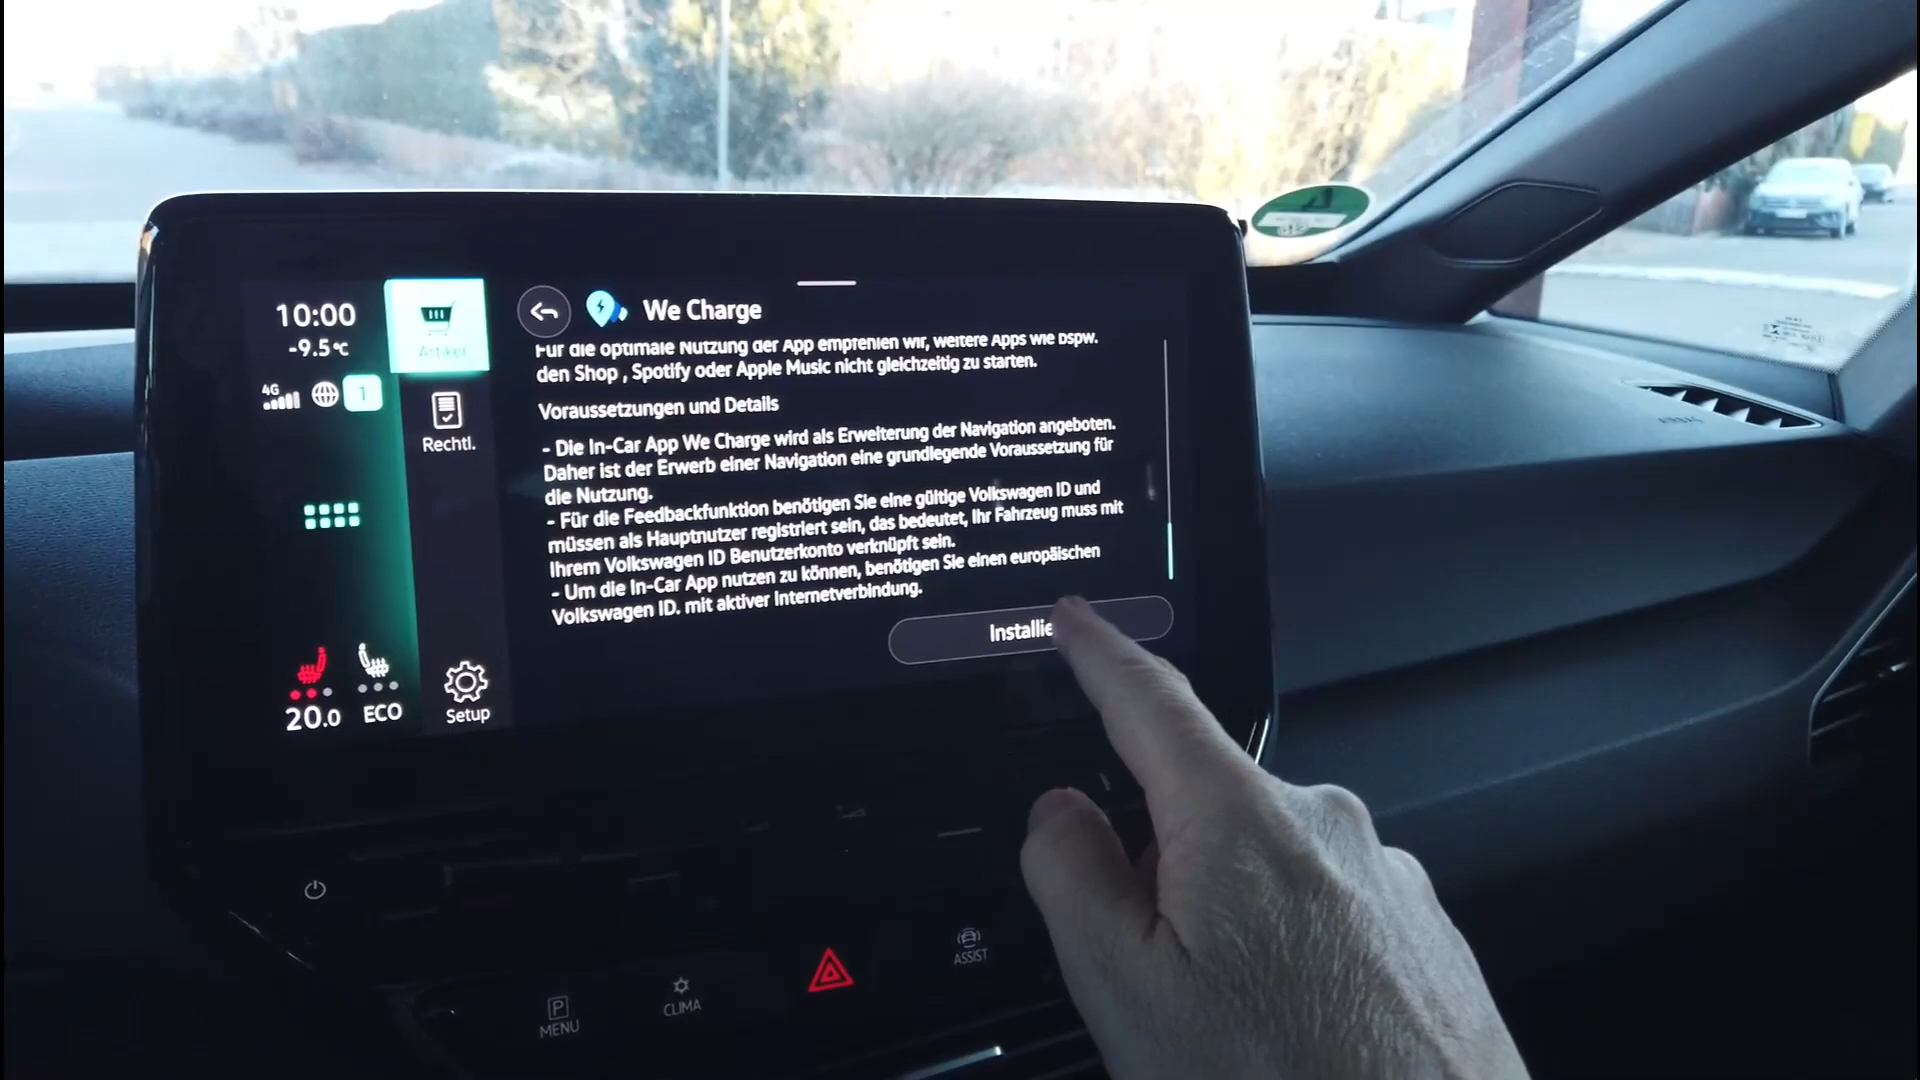 10:00
-9.5°C
4G
1
Artikel
Rechtl.
Setup
20.0
ECO
We Charge
Für die optimale Nutzung der App empfehlen wir, weitere Apps wie bspw.
den Shop , Spotify oder Apple Music nicht gleichzeitig zu starten.
Voraussetzungen und Details
- Die In-Car App We Charge wird als Erweiterung der Navigation angeboten.
Daher ist der Erwerb einer Navigation eine grundlegende Voraussetzung für
die Nutzung.
- Für die Feedbackfunktion benötigen Sie eine gültige Volkswagen ID und
müssen als Hauptnutzer registriert sein, das bedeutet, Ihr Fahrzeug muss mit
Ihrem Volkswagen ID Benutzerkonto verknüpft sein.
- Um die In-Car App nutzen zu können, benötigen Sie einen europäischen
Volkswagen ID. mit aktiver Internetverbindung.
Installie
P
MENU
CLIMA
ASSIST